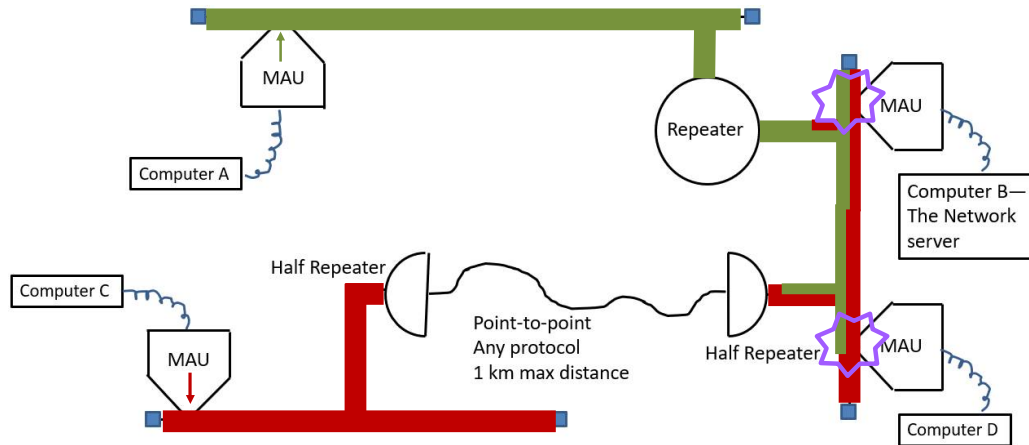 MAU
MAU
Repeater
Computer A
Computer B—
The Network
server
Half Repeater
Computer C
Point-to-point
Any protocol
1 km max distance
Half Repeater
MAU
MAU
Computer D